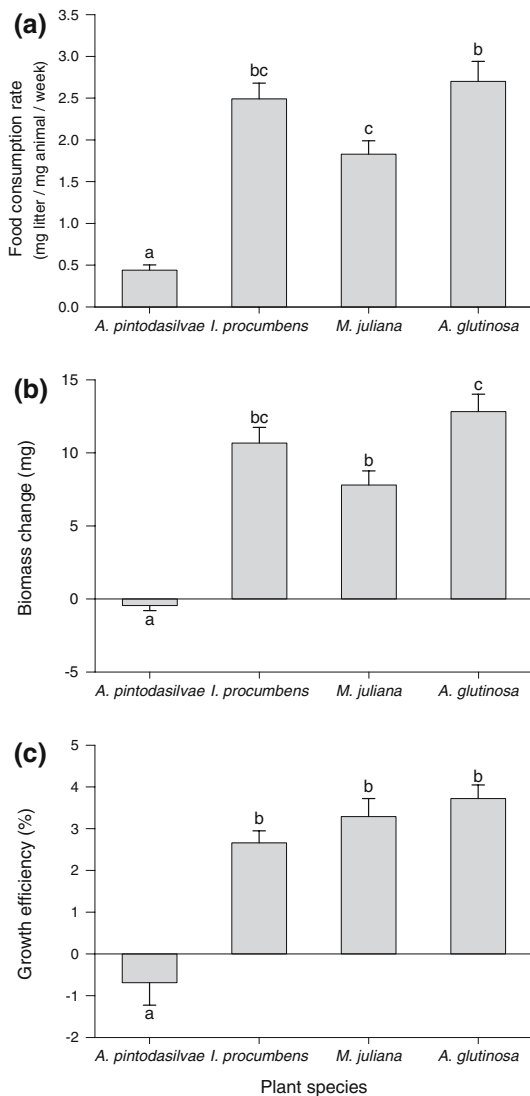 (a)
Food consumption rate
(mg litter / mg animal / week)
3.5
3.0
2.5
2.0
1.5
1.0
0.5
0.0
a
bc
c
b
A. pintodasilvae I. procumbens M. juliana A. glutinosa
(b)
Biomass change (mg)
15
10
5
0
-5
a
bc
b
c
A. pintodasilvae I. procumbens M. juliana A. glutinosa
(c)
Growth efficiency (%)
5
4
3
2
1
0
-1
-2
a
b
b
b
A. pintodasilvae I. procumbens M. juliana A. glutinosa
Plant species